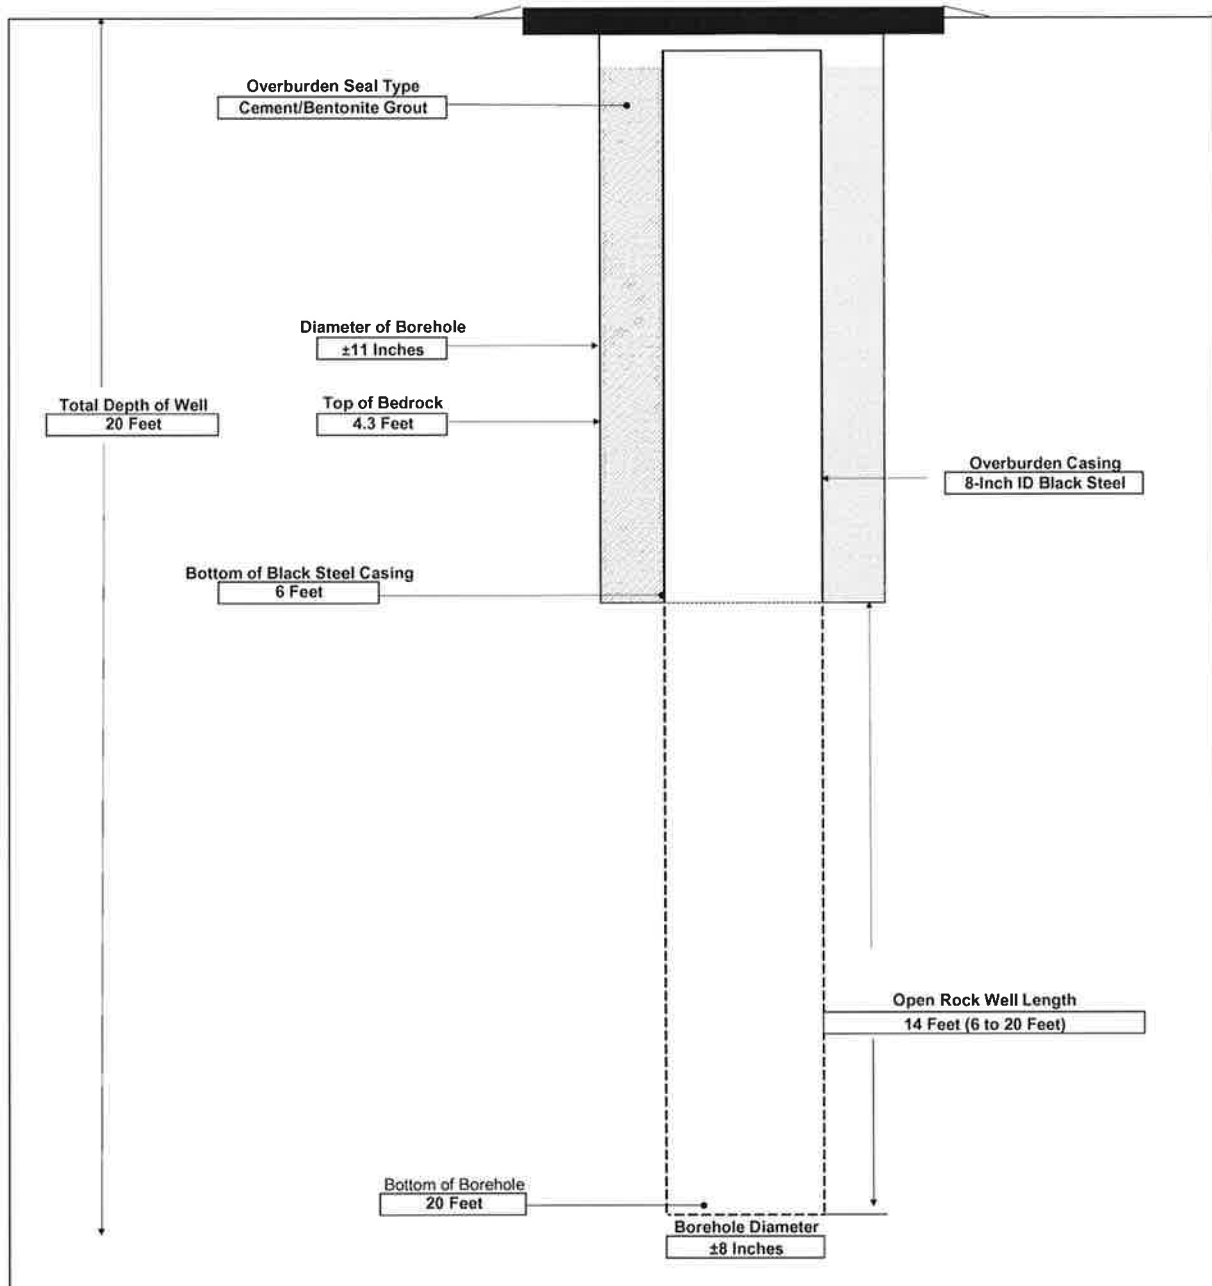 Overburden Seal Type
Cement/Bentonite Grout
Diameter of Borehole
±11 Inches
Total Depth of Well
20 Feet
Top of Bedrock
4.3 Feet
Overburden Casing
8-Inch ID Black Steel
Bottom of Black Steel Casing
6 Feet
Open Rock Well Length
14 Feet (6 to 20 Feet)
Bottom of Borehole
20 Feet
Borehole Diameter
±8 Inches